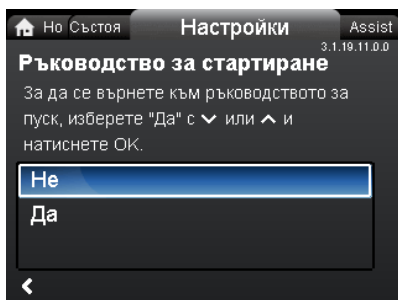 Но Състоя Настройки Assist
3.1.19.11.0.0
Ръководство за стартиране
За да се върнете към ръководството за
пуск, изберете "Да" с или и
натиснете OK.
Не
Да